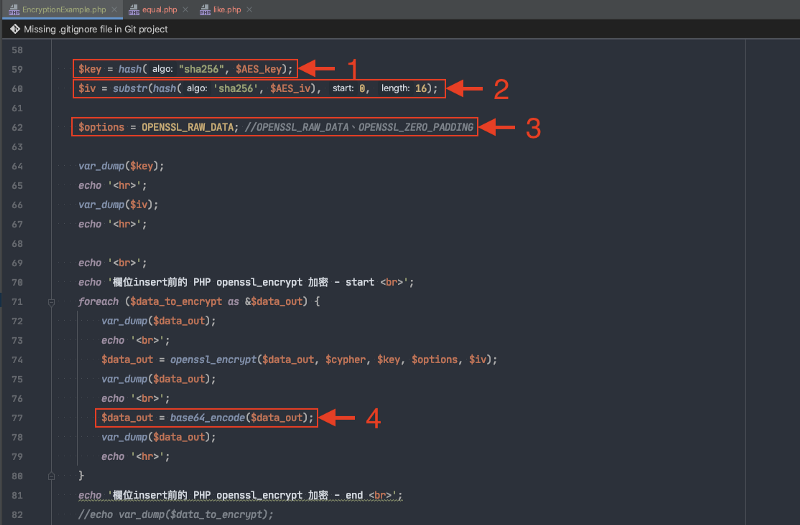 EncryptionExample.php × equal.php × like.php ×
Missing .gitignore file in Git project
58
59 $key = hash( algo: "sha256", $AES_key); 1
60 $iv = substr(hash( algo: 'sha256', $AES_iv), start: 0, length: 16); 2
61
62 $options = OPENSSL_RAW_DATA; //OPENSSL_RAW_DATA、OPENSSL_ZERO_PADDING 3
63
64 var_dump($key);
65 echo '<hr>';
66 var_dump($iv);
67 echo '<hr>';
68
69 echo '<br>';
70 echo '欄位insert前的 PHP openssl_encrypt 加密 - start <br>';
71 foreach ($data_to_encrypt as &$data_out) {
72 var_dump($data_out);
73 echo '<br>';
74 $data_out = openssl_encrypt($data_out, $cypher, $key, $options, $iv);
75 var_dump($data_out);
76 echo '<br>';
77 $data_out = base64_encode($data_out); 4
78 var_dump($data_out);
79 echo '<hr>';
80 }
81 echo '欄位insert前的 PHP openssl_encrypt 加密 - end <br>';
82 //echo var_dump($data_to_encrypt);